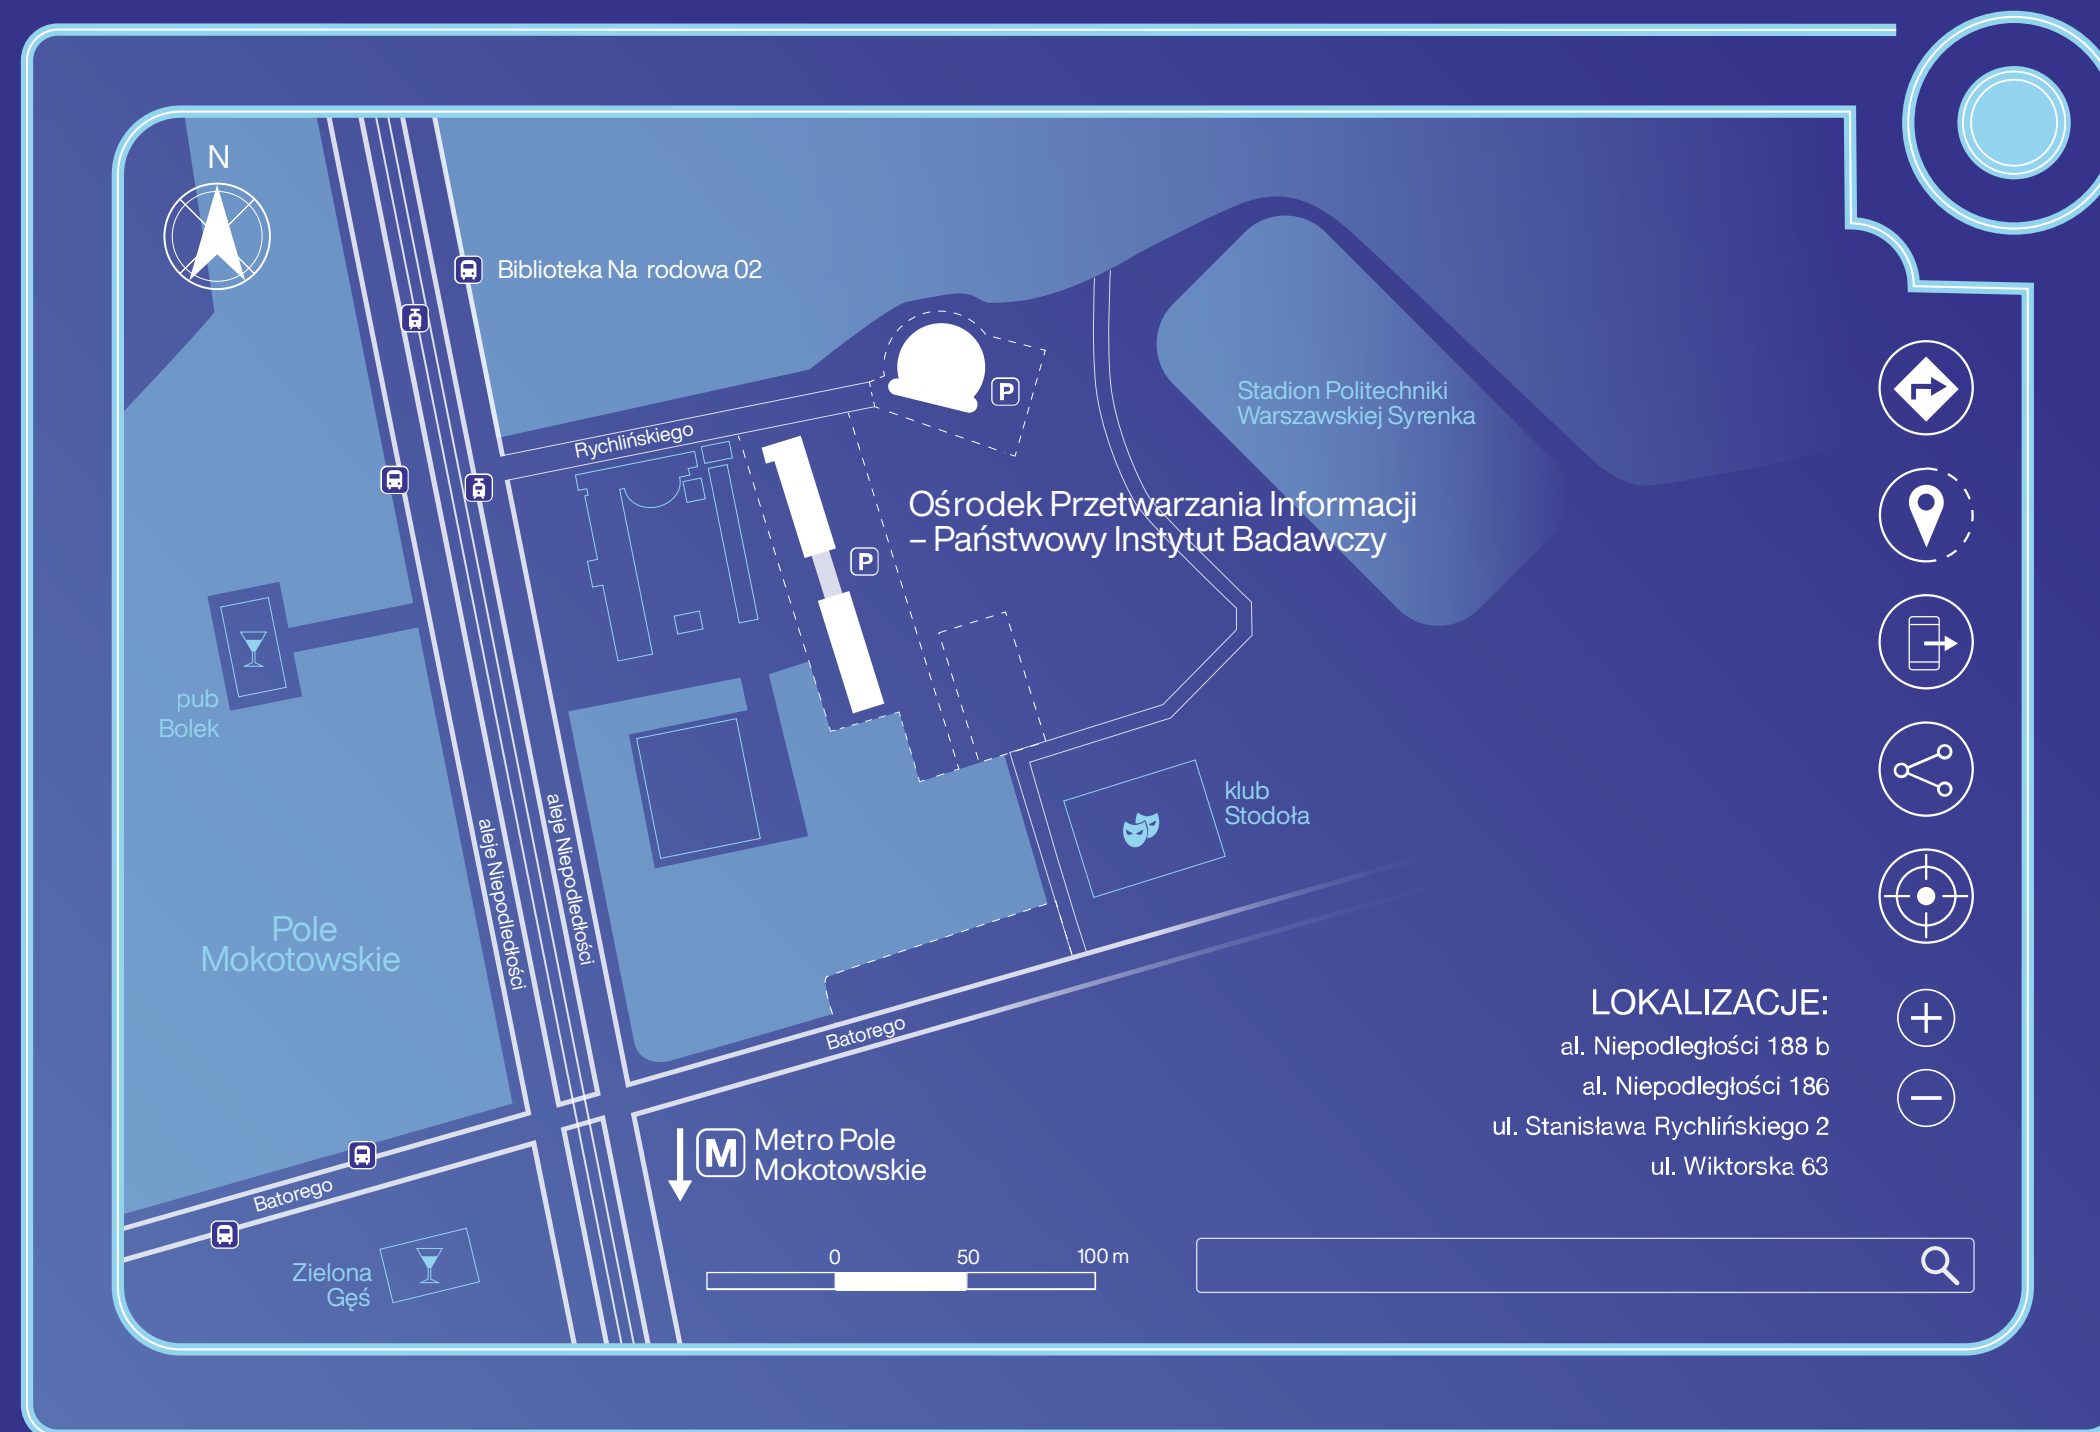 N
Biblioteka Na rodowa 02
Rychlińskiego
P
Stadion Politechniki
Warszawskiej Syrenka
Ośrodek Przetwarzania Informacji
– Państwowy Instytut Badawczy
P
pub
Bolek
klub
Stodoła
aleje Niepodledłości
aleje Niepodledłości
Pole
Mokotowskie
Batorego
LOKALIZACJE:
al. Niepodległości 188 b
al. Niepodległości 186
ul. Stanisława Rychlińskiego 2
ul. Wiktorska 63
M
Metro Pole
Mokotowskie
Batorego
Zielona
Gęś
0 50 100 m